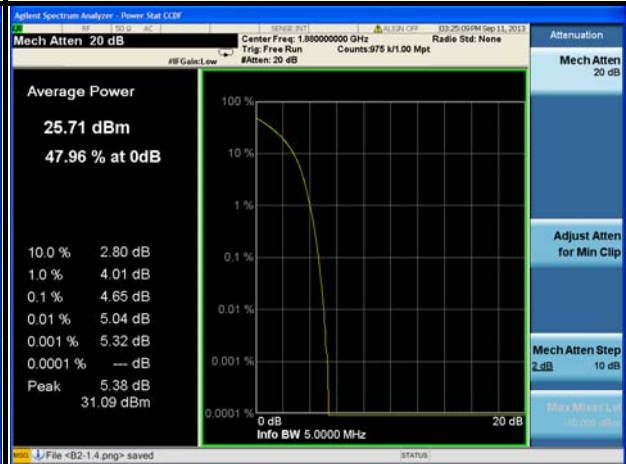 Agilent Spectrum Analyzer - Power Stat CCDF
RF 50 Ω AC SENSE:INT ALIGN OFF 03:25:09 PM Sep 11, 2013
Mech Atten 20 dB
Center Freq: 1.880000000 GHz Radio Std: None
Trig: Free Run Counts:975 k/1.00 Mpt
#IFGain:Low #Atten: 20 dB
Average Power
25.71 dBm
47.96 % at 0dB
10.0 % 2.80 dB
1.0 % 4.01 dB
0.1 % 4.65 dB
0.01 % 5.04 dB
0.001 % 5.32 dB
0.0001 % --- dB
Peak 5.38 dB
31.09 dBm
100 %
10 %
1 %
0.1 %
0.01 %
0.001 %
0.0001 %
0 dB 20 dB
Info BW 5.0000 MHz
Attenuation
Mech Atten
20 dB
Adjust Atten
for Min Clip
Mech Atten Step
2 dB 10 dB
Max Mixer Lvl
-10.000 dBm
MSG File <B2-1.4.png> saved STATUS